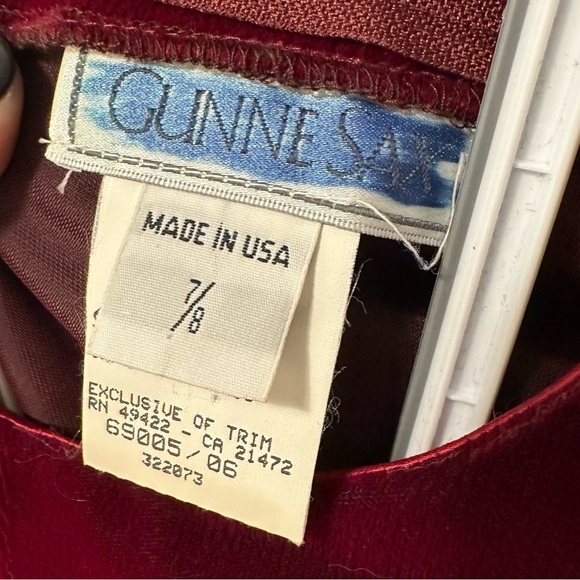 GUNNE SAX
MADE IN USA
7/8
EXCLUSIVE OF TRIM
RN 49422 - CA 21472
69005/06
322073